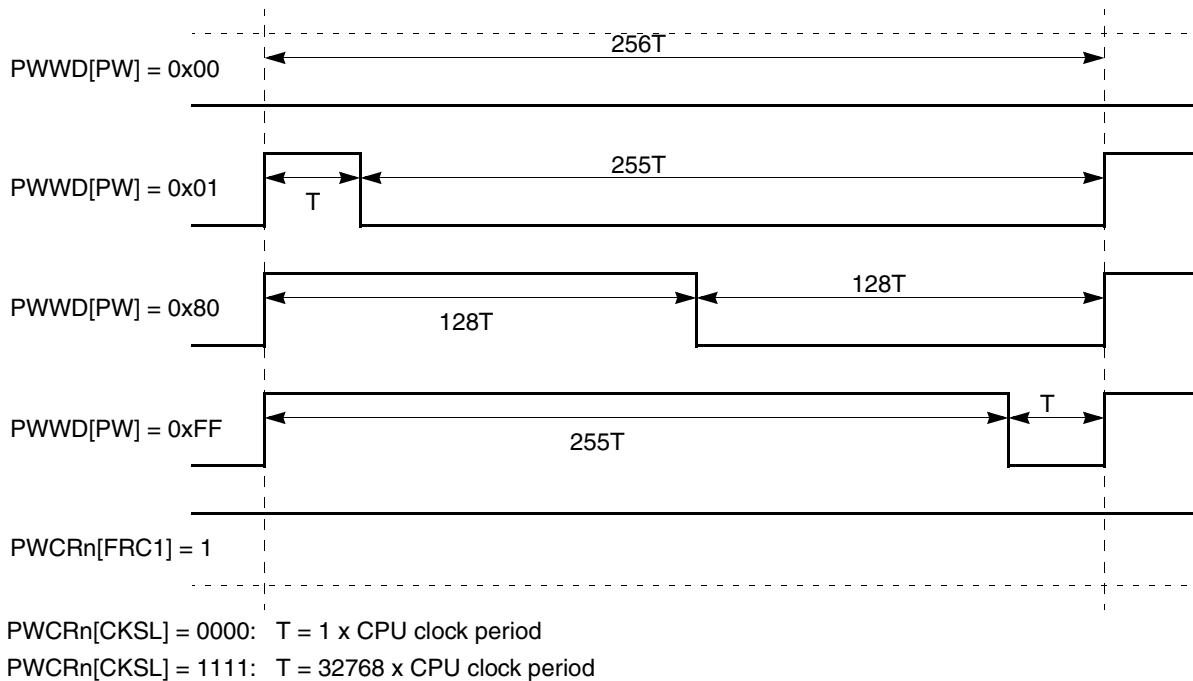 256T
PWWD[PW] = 0x00
255T
PWWD[PW] = 0x01
T
128T
PWWD[PW] = 0x80
128T
T
PWWD[PW] = 0xFF
255T
PWCRn[FRC1] = 1
PWCRn[CKSL] = 0000: T = 1 x CPU clock period
PWCRn[CKSL] = 1111: T = 32768 x CPU clock period